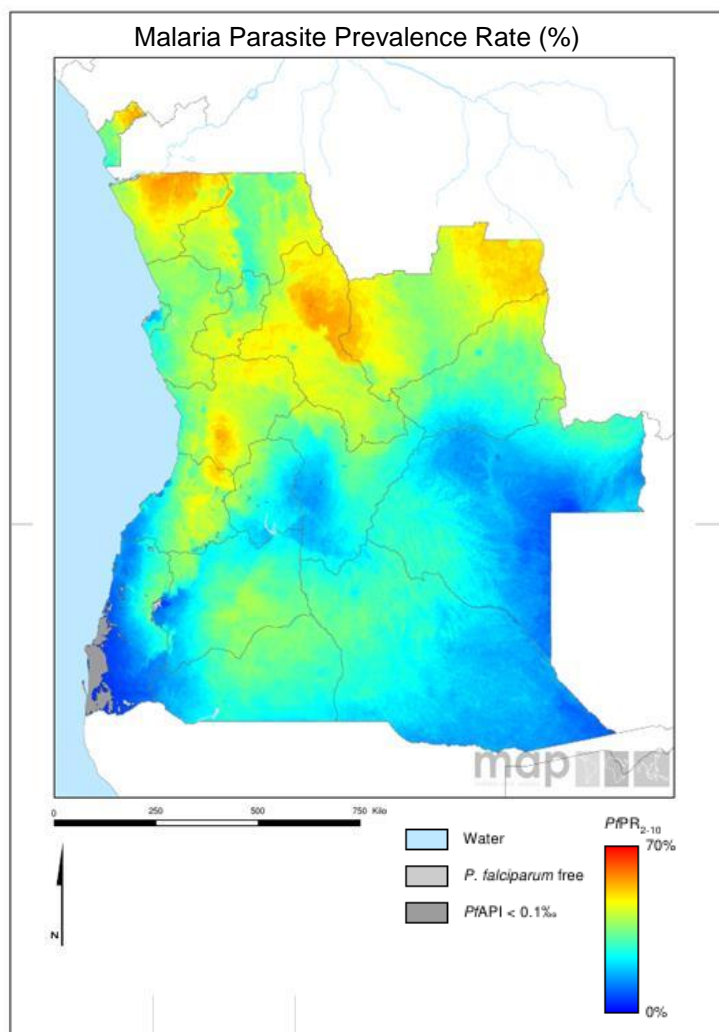 Malaria Parasite Prevalence Rate (%)
map
0 250 500 750 Kilo
Water
P. falciparum free
PfAPI < 0.1‰
N
PfPR2-10
70%
0%